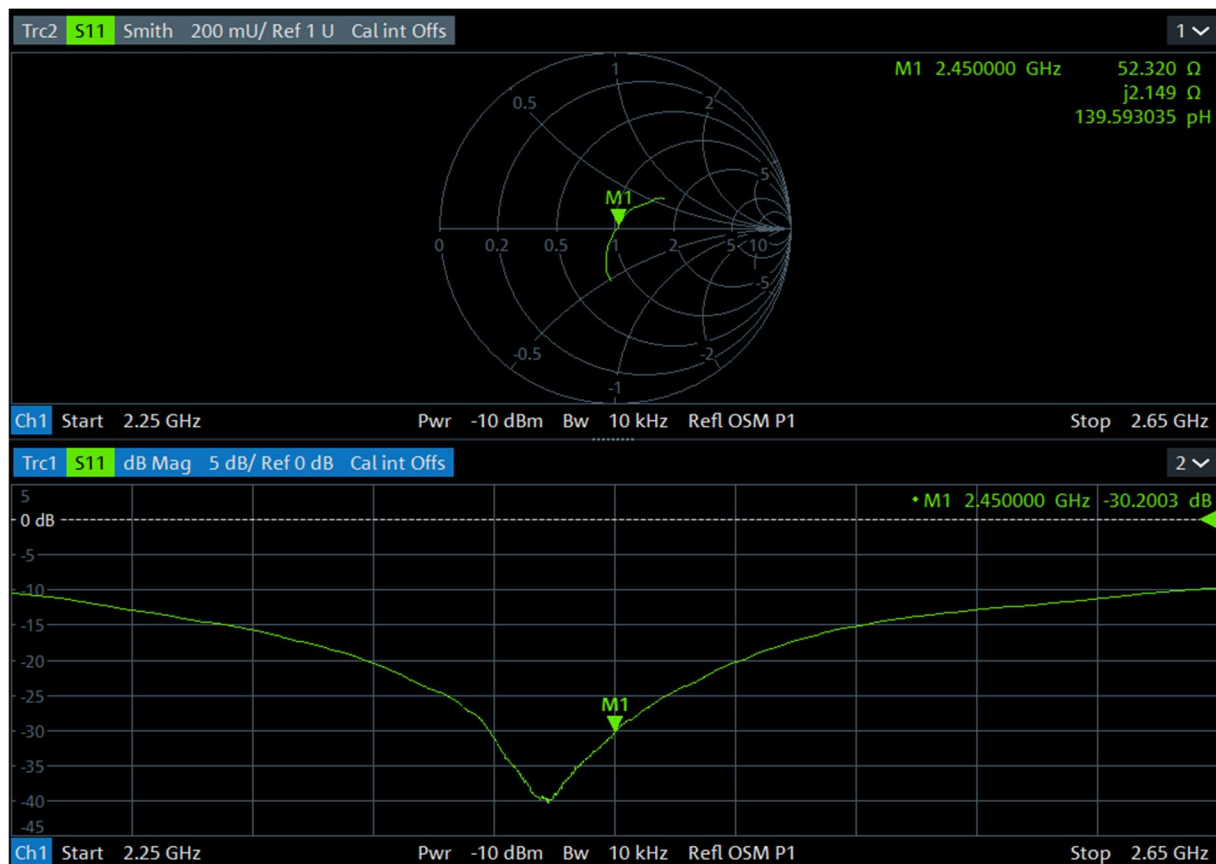 Trc2 S11 Smith 200 mU/ Ref 1 U Cal int Offs 1
M1 2.450000 GHz 52.320 Ω
j2.149 Ω
139.593035 pH
1
0.5 2
5
M1
0 0.2 0.5 1 2 5 10
-5
-0.5 -2
-1
Ch1 Start 2.25 GHz Pwr -10 dBm Bw 10 kHz Refl OSM P1 Stop 2.65 GHz
Trc1 S11 dB Mag 5 dB/ Ref 0 dB Cal int Offs 2
5
• M1 2.450000 GHz -30.2003 dB
0 dB
-5
-10
-15
-20
-25
M1
-30
-35
-40
-45
Ch1 Start 2.25 GHz Pwr -10 dBm Bw 10 kHz Refl OSM P1 Stop 2.65 GHz